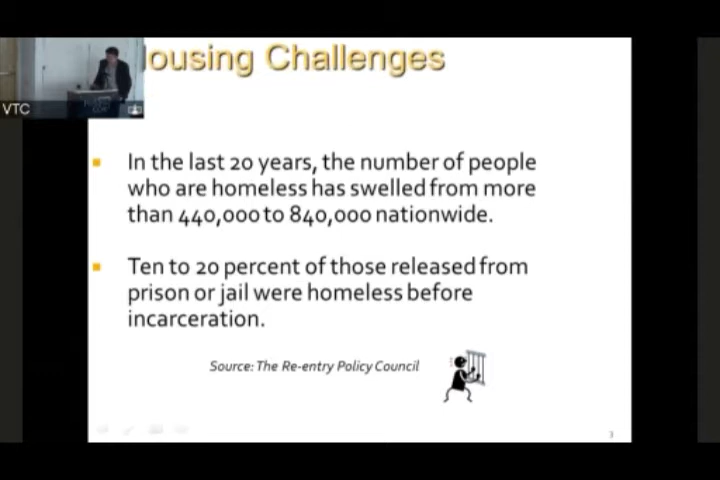 ousing Challenges
VTC
In the last 20 years, the number of people
who are homeless has swelled from more
than 440,000 to 840,000 nationwide.
Ten to 20 percent of those released from
prison or jail were homeless before
incarceration.
Source: The Re-entry Policy Council
3